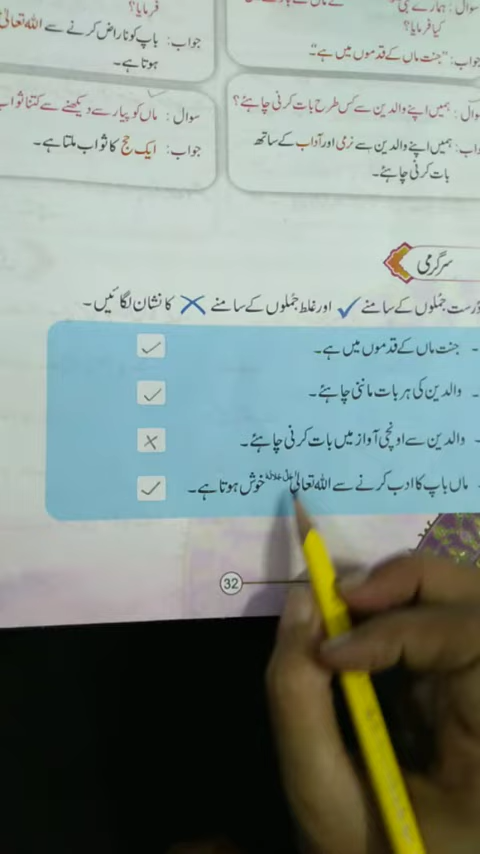 سوال : ہمارے
کیا فرمایا؟
جواب: "جنت ماں کے قدموں میں ہے"۔
فرمایا؟
جواب: باپ کو ناراض کرنے سے اللہ تعالیٰ
ہوتا ہے۔
سوال : ہمیں اپنے والدین سے کس طرح بات کرنی چاہئے؟
جواب: ہمیں اپنے والدین سے نرمی اور آداب کے ساتھ
بات کرنی چاہئے۔
سوال : ماں کو پیار سے دیکھنے سے کتنا ثواب
جواب: ایک حج کا ثواب ملتا ہے۔
سرگرمی
درست جملوں کے سامنے ✓ اور غلط جملوں کے سامنے ✗ کا نشان لگائیں۔
- جنت ماں کے قدموں میں ہے۔ ✓
- والدین کی ہر بات ماننی چاہئے۔ ✓
- والدین سے اونچی آواز میں بات کرنی چاہئے۔ ✗
- ماں باپ کا ادب کرنے سے اللہ تعالیٰ خوش ہوتا ہے۔ ✓
32